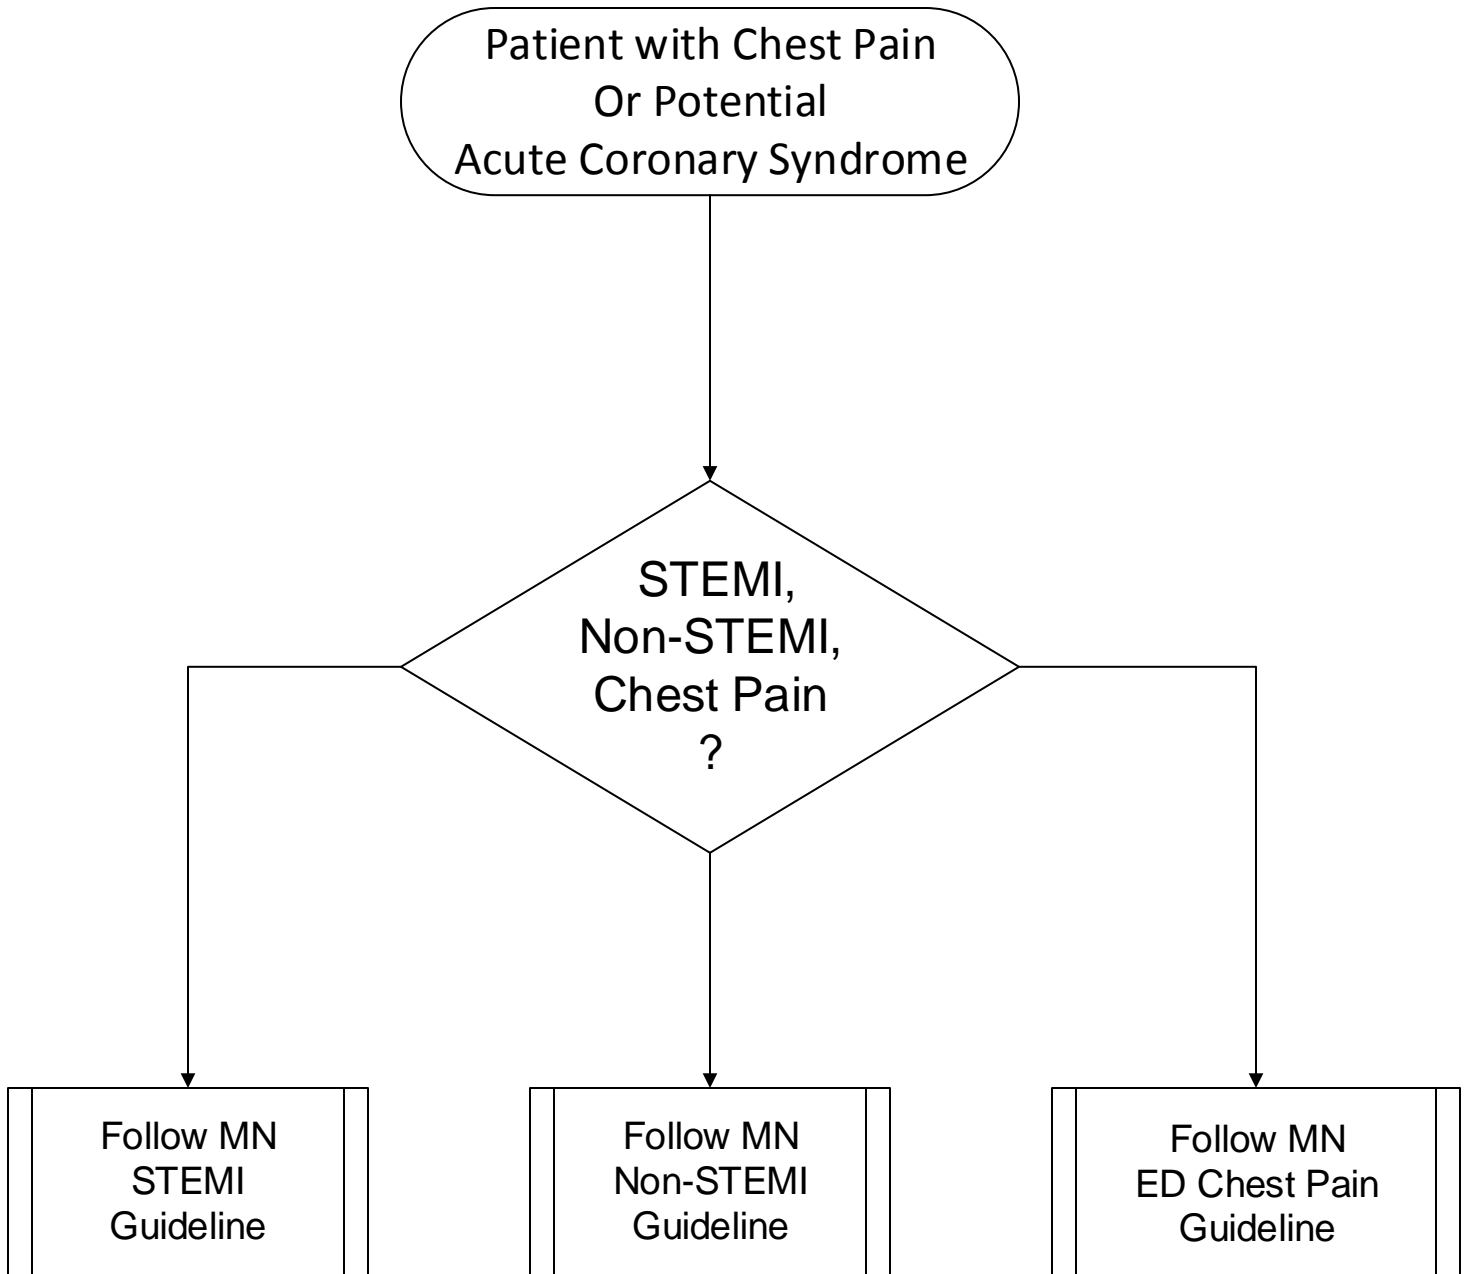 Patient with Chest Pain
Or Potential
Acute Coronary Syndrome
STEMI,
Non-STEMI,
Chest Pain
?
Follow MN
STEMI
Guideline
Follow MN
Non-STEMI
Guideline
Follow MN
ED Chest Pain
Guideline